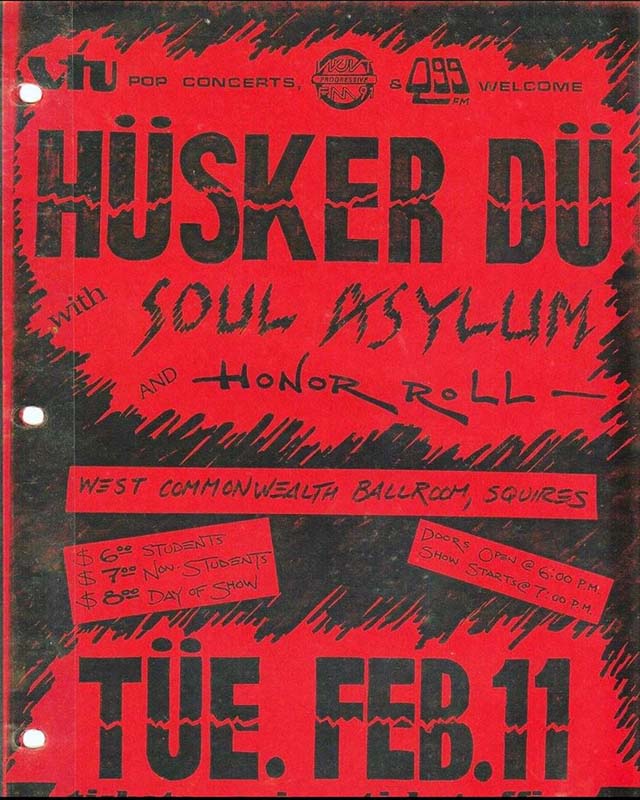 vtu POP CONCERTS, WUVT PROGRESSIVE FM 91 & Q99 FM WELCOME
HÜSKER DÜ
with SOUL ASYLUM
AND HONOR ROLL
WEST COMMONWEALTH BALLROOM, SQUIRES
$6.00 STUDENTS
$7.00 NON-STUDENTS
$8.00 DAY OF SHOW
DOORS OPEN @ 6:00 P.M.
SHOW STARTS @ 7:00 P.M.
TÜE. FEB. 11